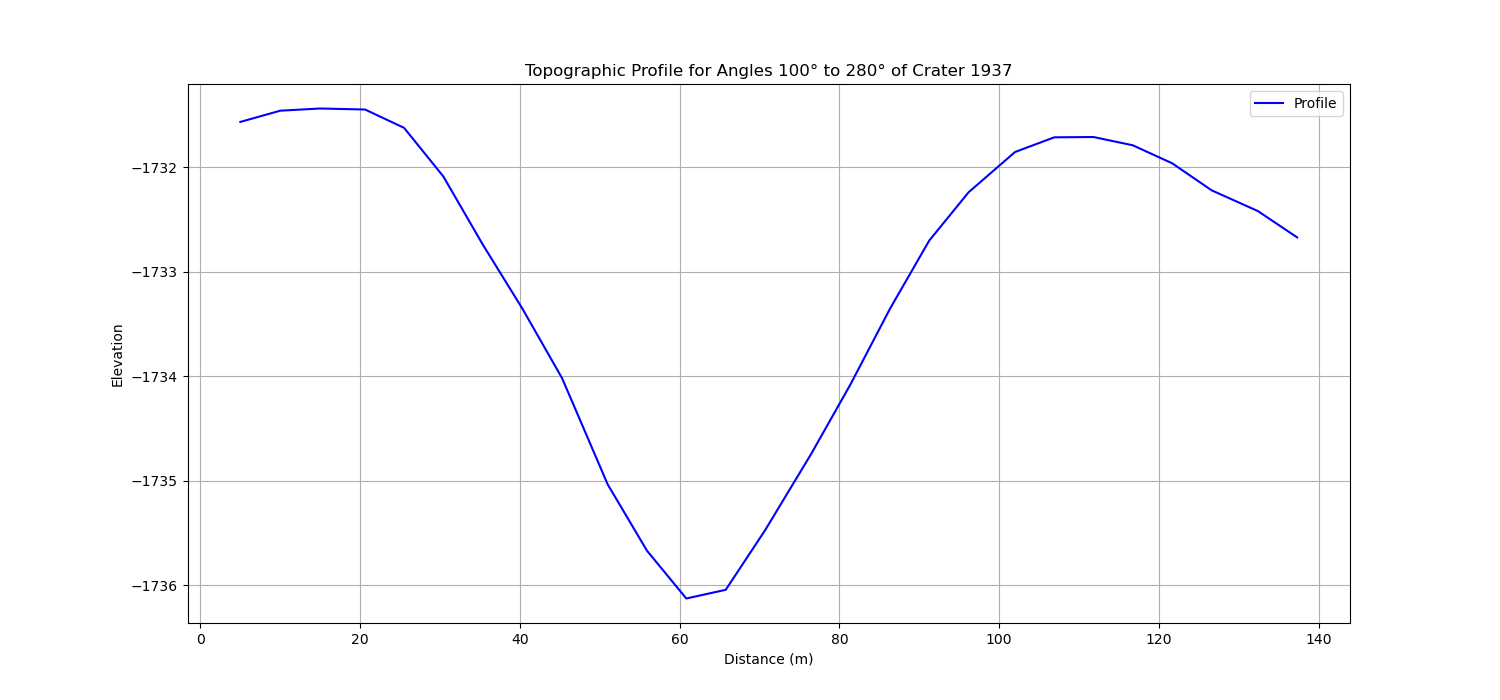 Topographic Profile for Angles 100° to 280° of Crater 1937
Profile
−1732
−1733
−1734
−1735
−1736
Elevation
0 20 40 60 80 100 120 140
Distance (m)